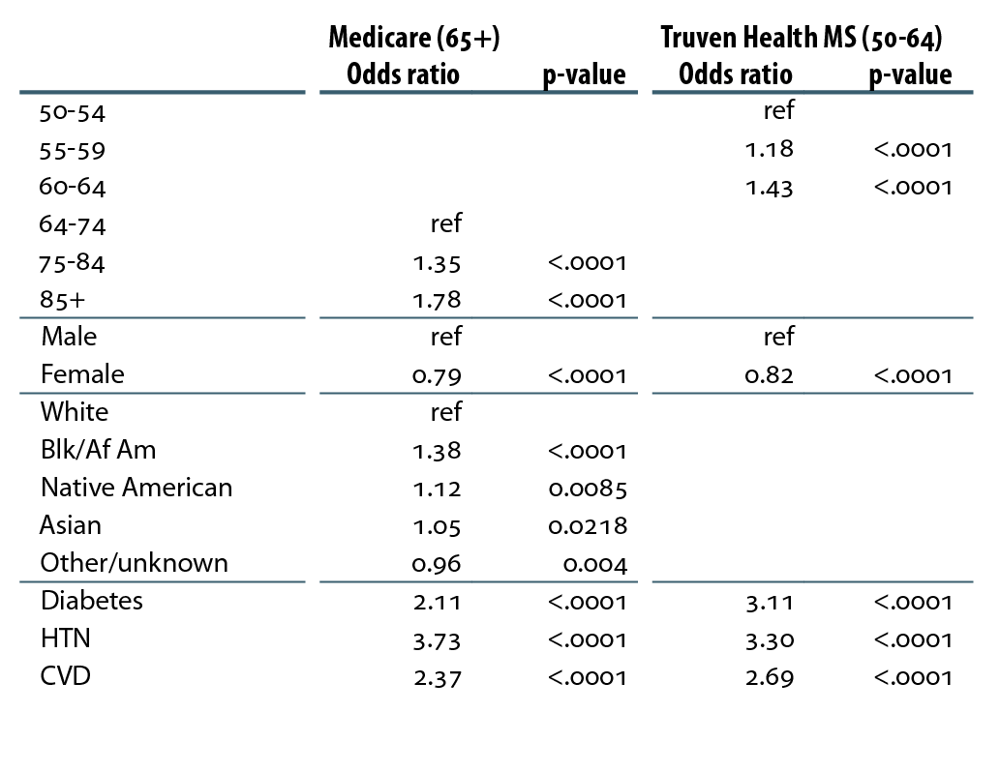 Medicare (65+) Truven Health MS (50-64)
Odds ratio p-value Odds ratio p-value
50-54 ref
55-59 1.18 <.0001
60-64 1.43 <.0001
64-74 ref
75-84 1.35 <.0001
85+ 1.78 <.0001
Male ref ref
Female 0.79 <.0001 0.82 <.0001
White ref
Blk/Af Am 1.38 <.0001
Native American 1.12 0.0085
Asian 1.05 0.0218
Other/unknown 0.96 0.004
Diabetes 2.11 <.0001 3.11 <.0001
HTN 3.73 <.0001 3.30 <.0001
CVD 2.37 <.0001 2.69 <.0001